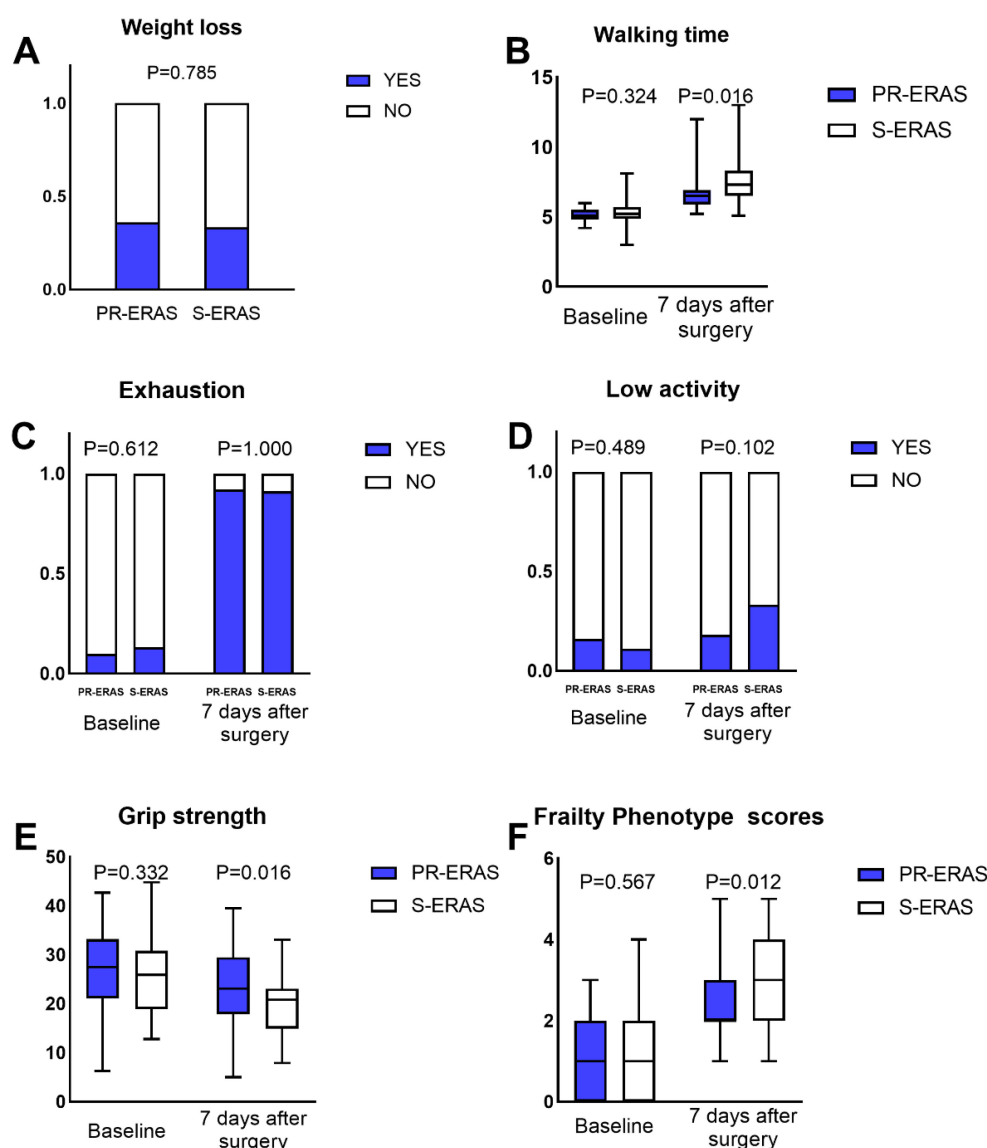 A
Weight loss
P=0.785
YES
NO
1.0
0.5
0.0
PR-ERAS S-ERAS
B
Walking time
P=0.324 P=0.016
PR-ERAS
S-ERAS
15
10
5
0
Baseline
7 days after
surgery
C
Exhaustion
P=0.612 P=1.000
YES
NO
1.0
0.5
0.0
PR-ERAS S-ERAS PR-ERAS S-ERAS
Baseline
7 days after
surgery
D
Low activity
P=0.489 P=0.102
YES
NO
1.0
0.5
0.0
PR-ERAS S-ERAS PR-ERAS S-ERAS
Baseline
7 days after
surgery
E
Grip strength
P=0.332 P=0.016
PR-ERAS
S-ERAS
50
40
30
20
10
0
Baseline
7 days after
surgery
F
Frailty Phenotype scores
P=0.567 P=0.012
PR-ERAS
S-ERAS
6
4
2
0
Baseline
7 days after
surgery